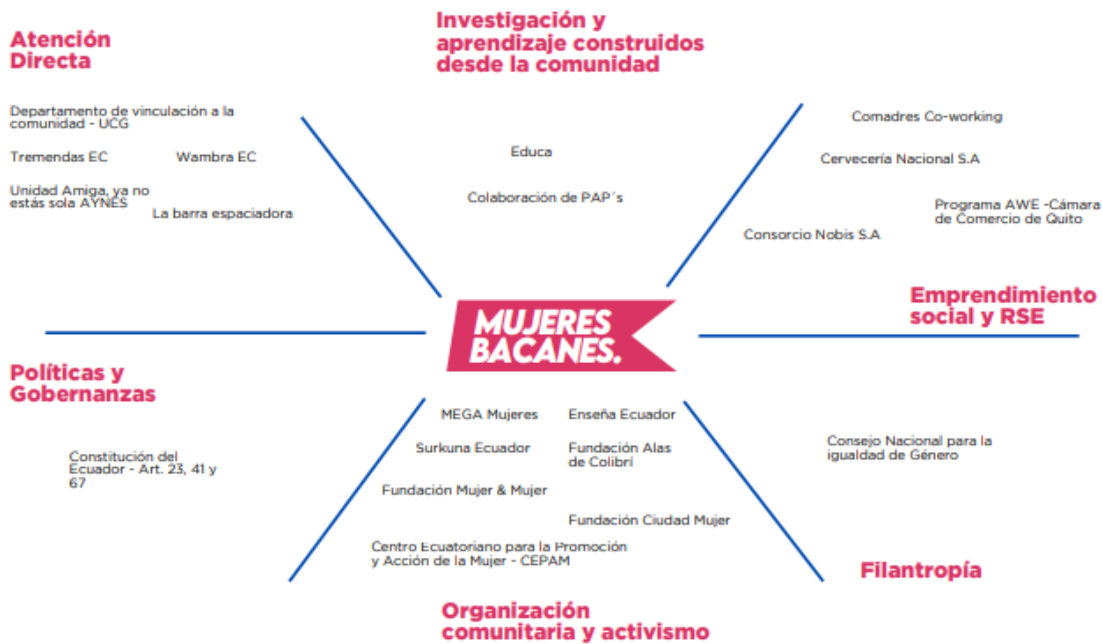 Atención
Directa
Departamento de vinculación a la
comunidad - UCG
Tremendas EC
Wambra EC
Unidad Amiga, ya no
estás sola AYNES
La barra espaciadora
Investigación y
aprendizaje construidos
desde la comunidad
Educa
Colaboración de PAP´s
Comadres Co-working
Cervecería Nacional S.A
Programa AWE -Cámara
de Comercio de Quito
Consorcio Nobis S.A
Emprendimiento
social y RSE
MUJERES
BACANES.
Políticas y
Gobernanzas
Constitución del
Ecuador - Art. 23, 41 y
67
MEGA Mujeres
Enseña Ecuador
Surkuna Ecuador
Fundación Alas
de Colibrí
Fundación Mujer & Mujer
Fundación Ciudad Mujer
Centro Ecuatoriano para la Promoción
y Acción de la Mujer - CEPAM
Organización
comunitaria y activismo
Consejo Nacional para la
igualdad de Género
Filantropía